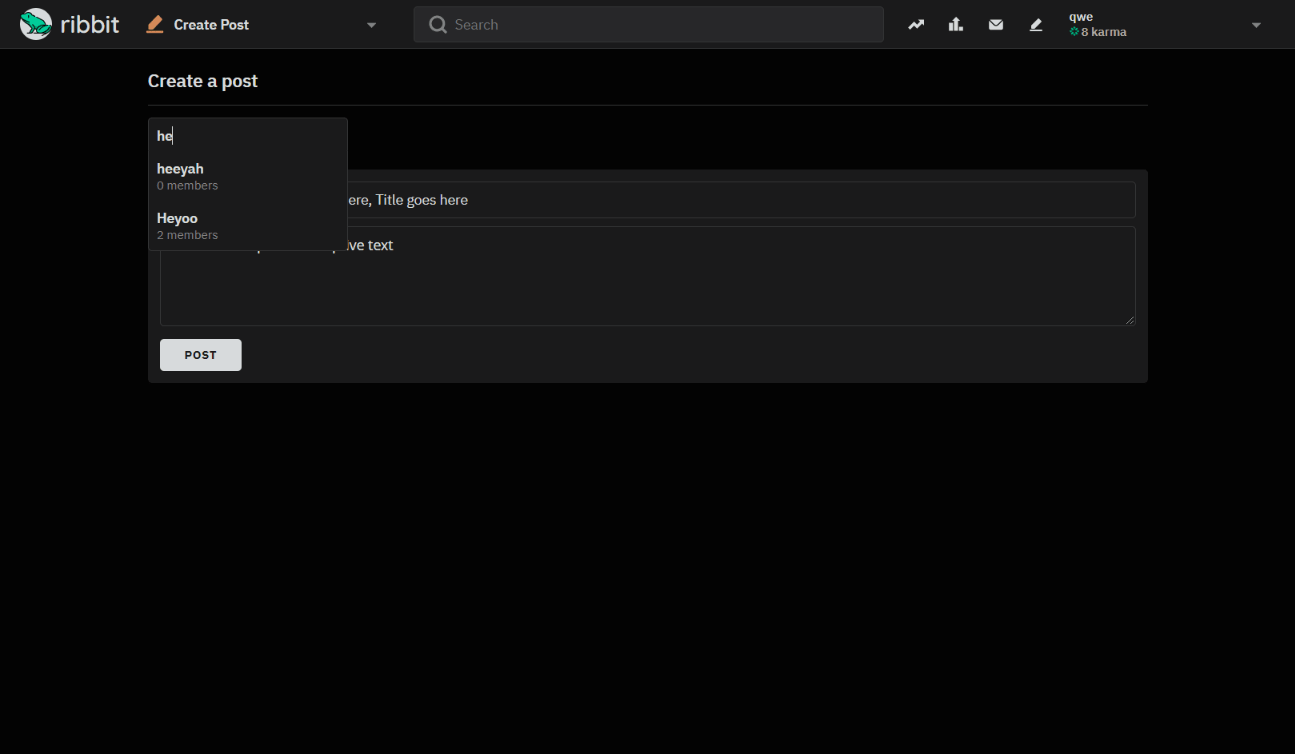 ribbit
Create Post
Search
qwe
8 karma
Create a post
he
heeyah
0 members
Heyoo
2 members
ere, Title goes here
ive text
POST